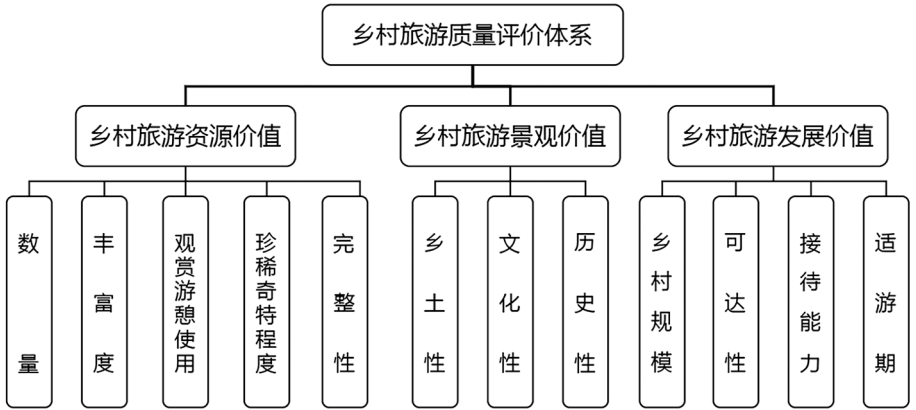 乡村旅游质量评价体系
乡村旅游资源价值
乡村旅游景观价值
乡村旅游发展价值
数量
丰富度
观赏游憩使用
珍稀奇特程度
完整性
乡土性
文化性
历史性
乡村规模
可达性
接待能力
适游期